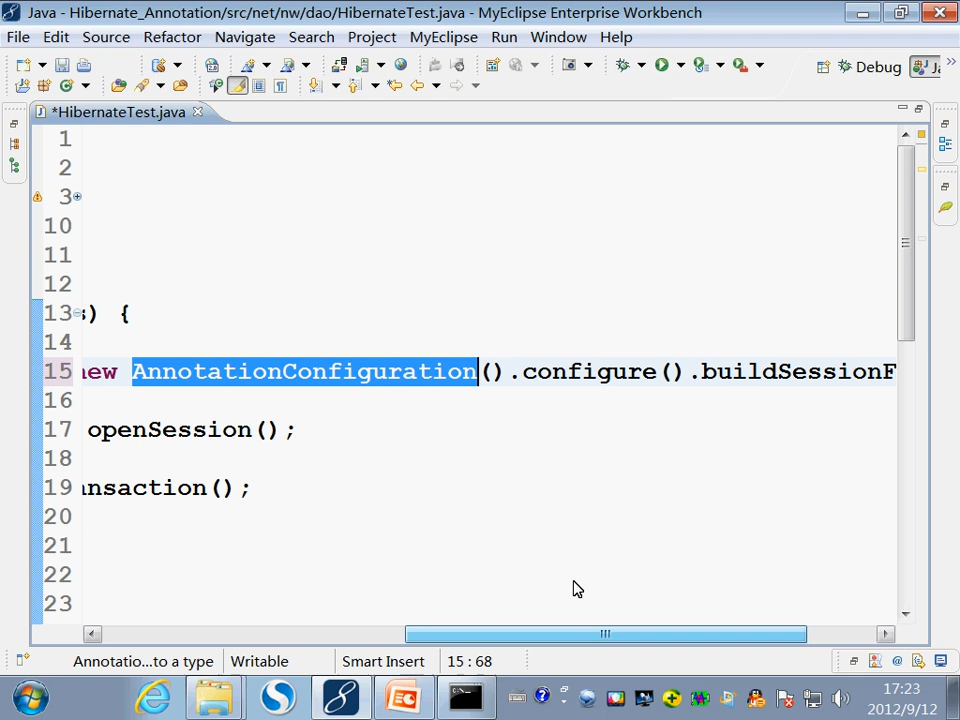 Java - Hibernate_Annotation/src/net/nw/dao/HibernateTest.java - MyEclipse Enterprise Workbench
File Edit Source Refactor Navigate Search Project MyEclipse Run Window Help
Debug Ja
*HibernateTest.java
1
2
3
10
11
12
13 s) {
14
15 new AnnotationConfiguration().configure().buildSessionF
16
17 openSession();
18
19 ansaction();
20
21
22
23
Annotatio...to a type Writable Smart Insert 15 : 68
17:23
2012/9/12